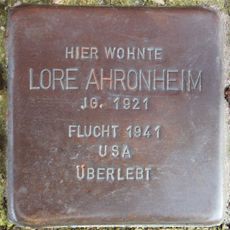 HIER WOHNTE
LORE AHRONHEIM
JG. 1921
FLUCHT 1941
USA
ÜBERLEBT